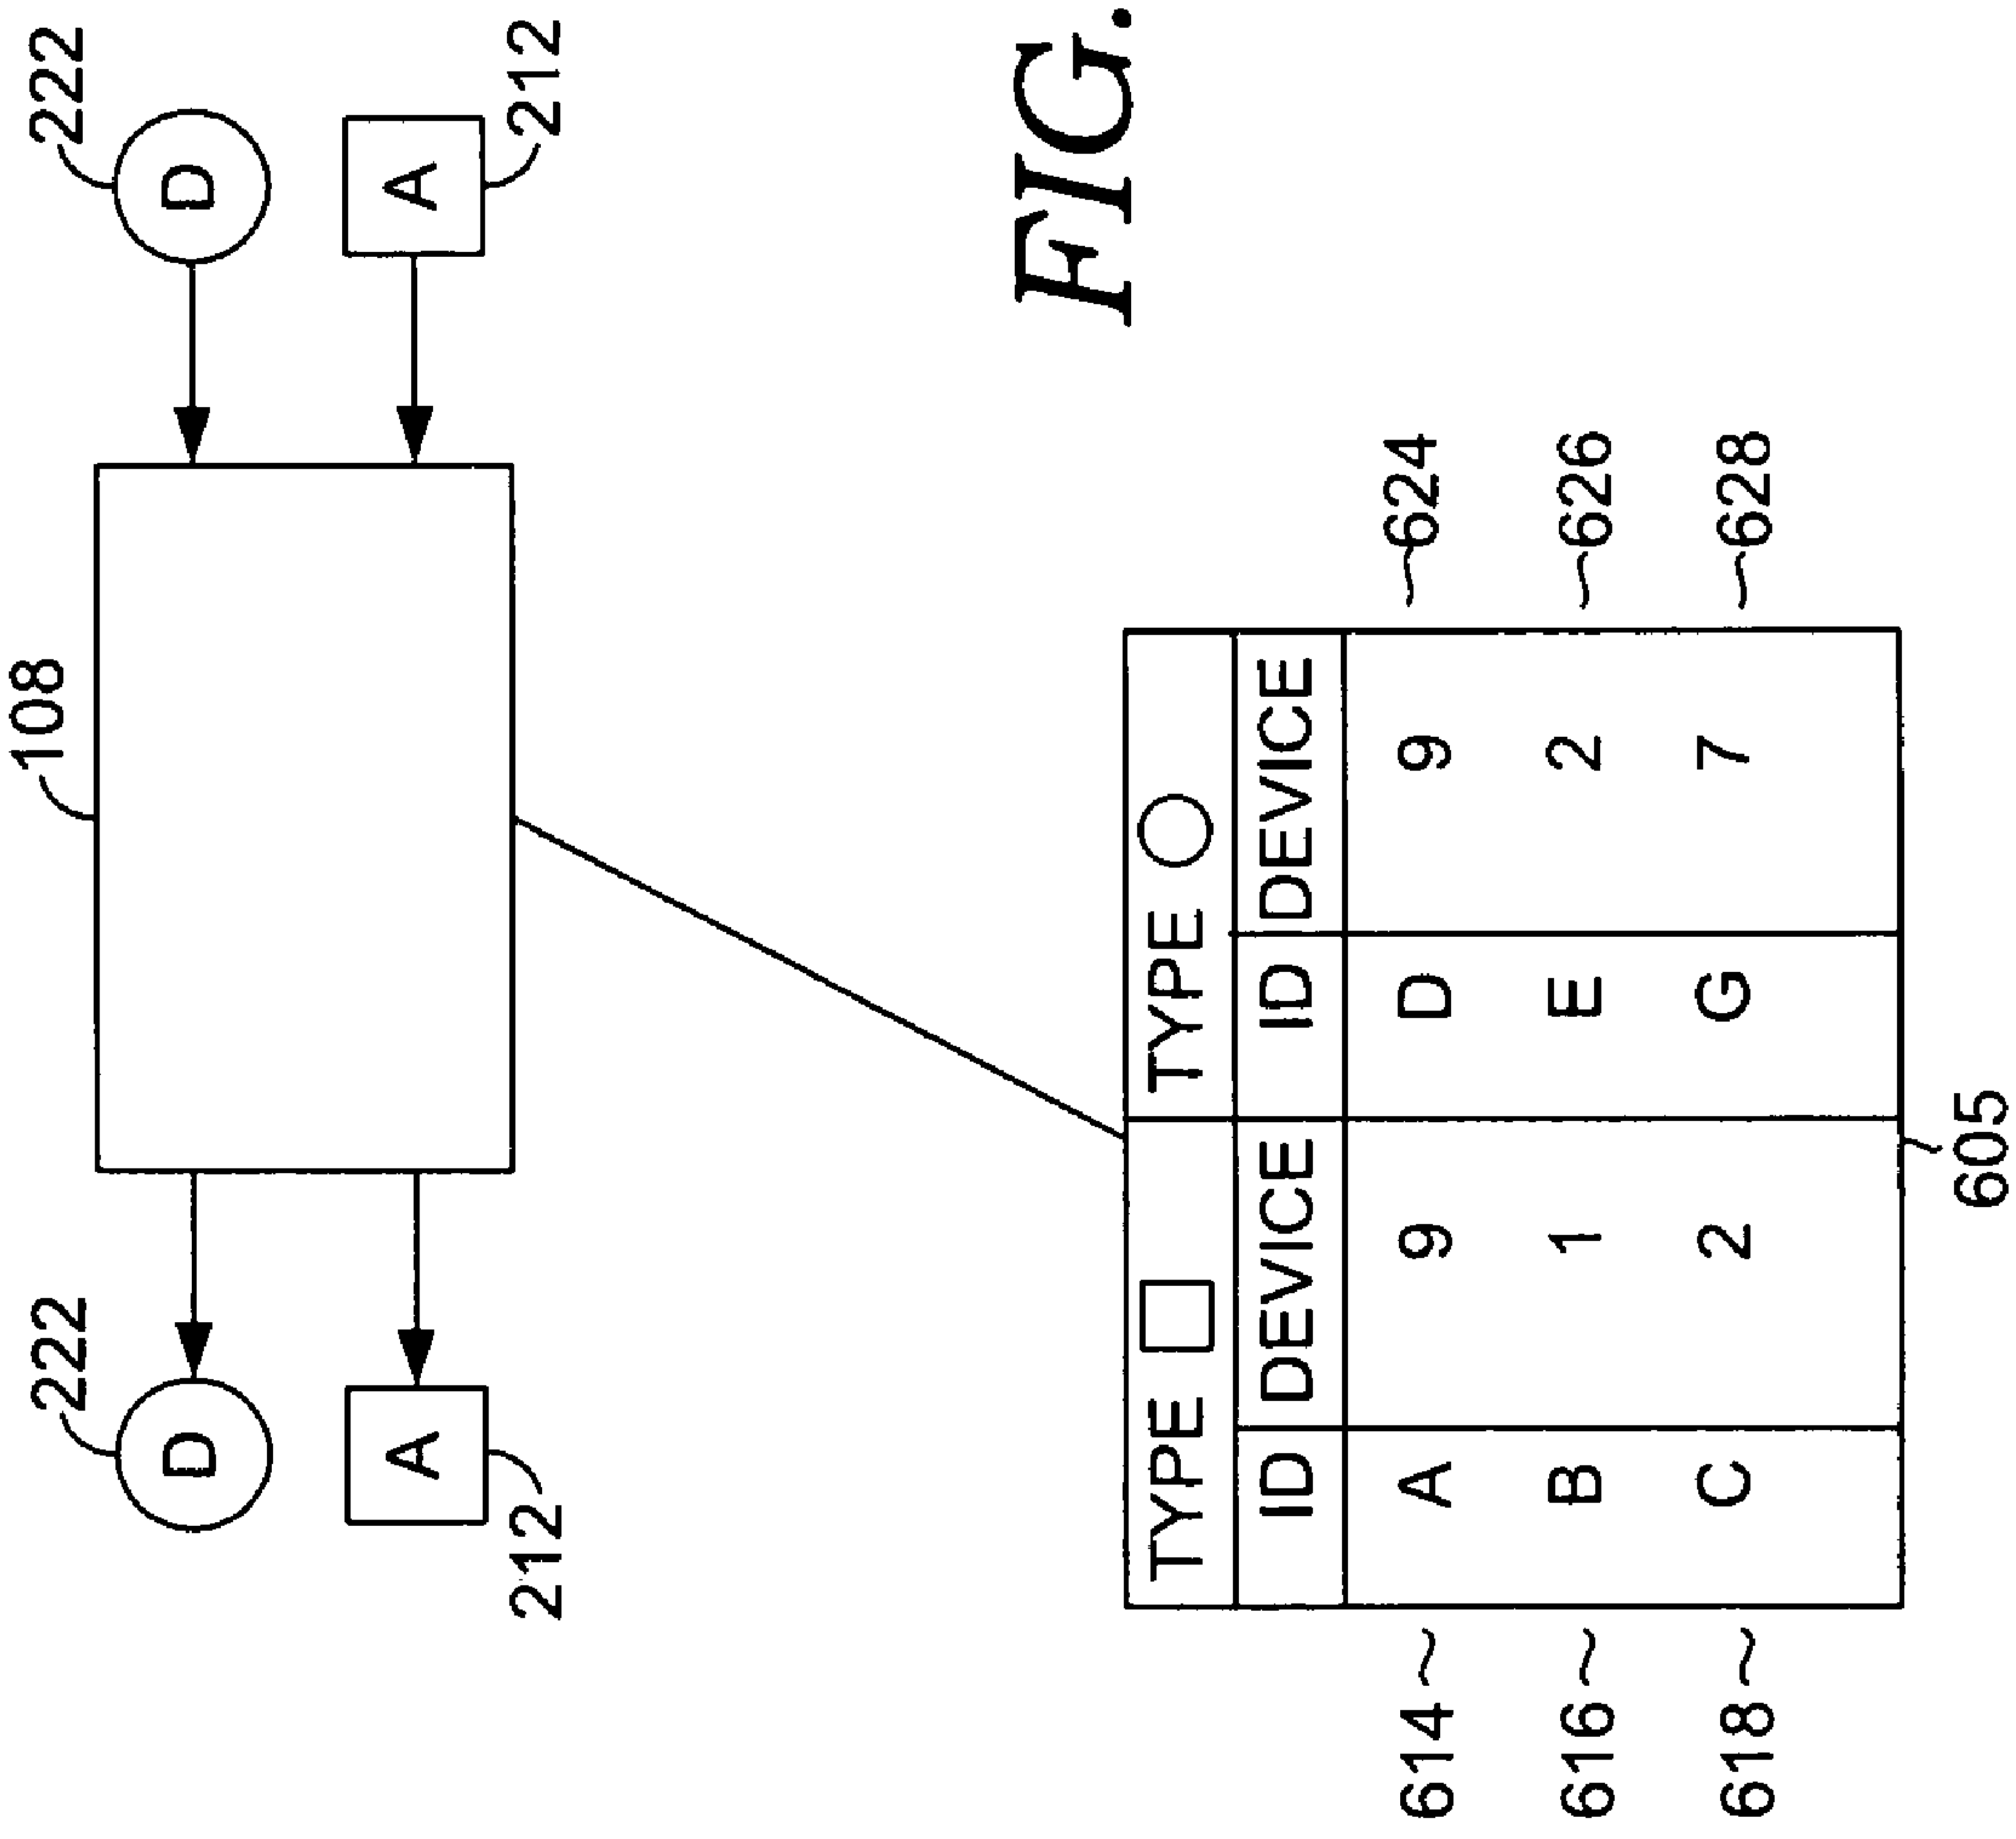 108
222
222
D
D
A
A
212
212
TYPE TYPE
ID DEVICE ID DEVICE
614 A 9 D 9 624
616 B 1 E 2 626
618 C 2 G 7 628
605
FIG.